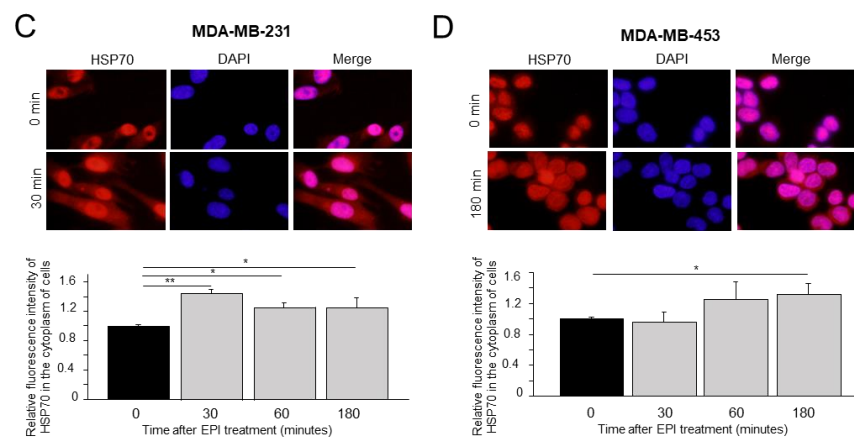 C
MDA-MB-231
HSP70 DAPI Merge
0 min
30 min
Relative fluorescence intensity of
HSP70 in the cytoplasm of cells
1.6
1.2
0.8
0.4
0
* 
*
**
0 30 60 180
Time after EPI treatment (minutes)
D
MDA-MB-453
HSP70 DAPI Merge
0 min
180 min
Relative fluorescence intensity of
HSP70 in the cytoplasm of cells
1.6
1.2
0.8
0.4
0
*
0 30 60 180
Time after EPI treatment (minutes)